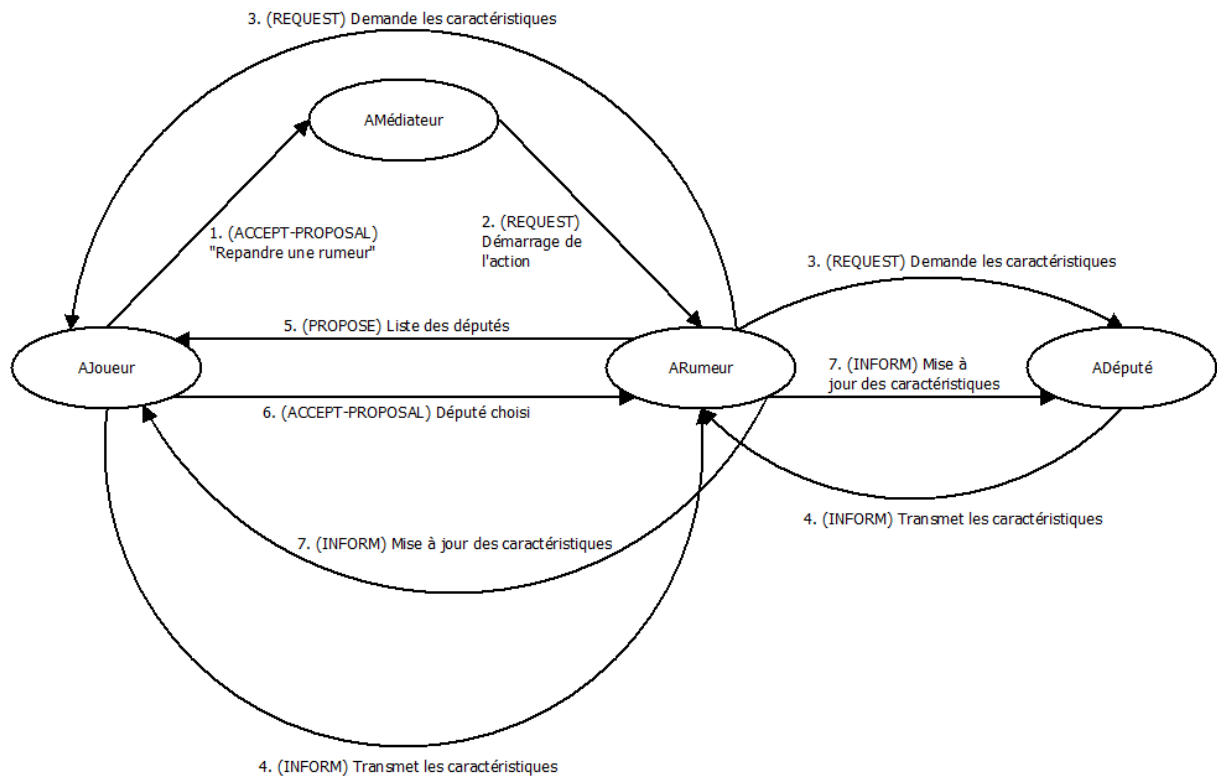 3. (REQUEST) Demande les caractéristiques
AMédiateur
1. (ACCEPT-PROPOSAL)
"Repandre une rumeur"
2. (REQUEST)
Démarrage de
l'action
3. (REQUEST) Demande les caractéristiques
5. (PROPOSE) Liste des députés
AJoueur
ARumeur
ADéputé
7. (INFORM) Mise à
jour des caractéristiques
6. (ACCEPT-PROPOSAL) Député choisi
4. (INFORM) Transmet les caractéristiques
7. (INFORM) Mise à jour des caractéristiques
4. (INFORM) Transmet les caractéristiques